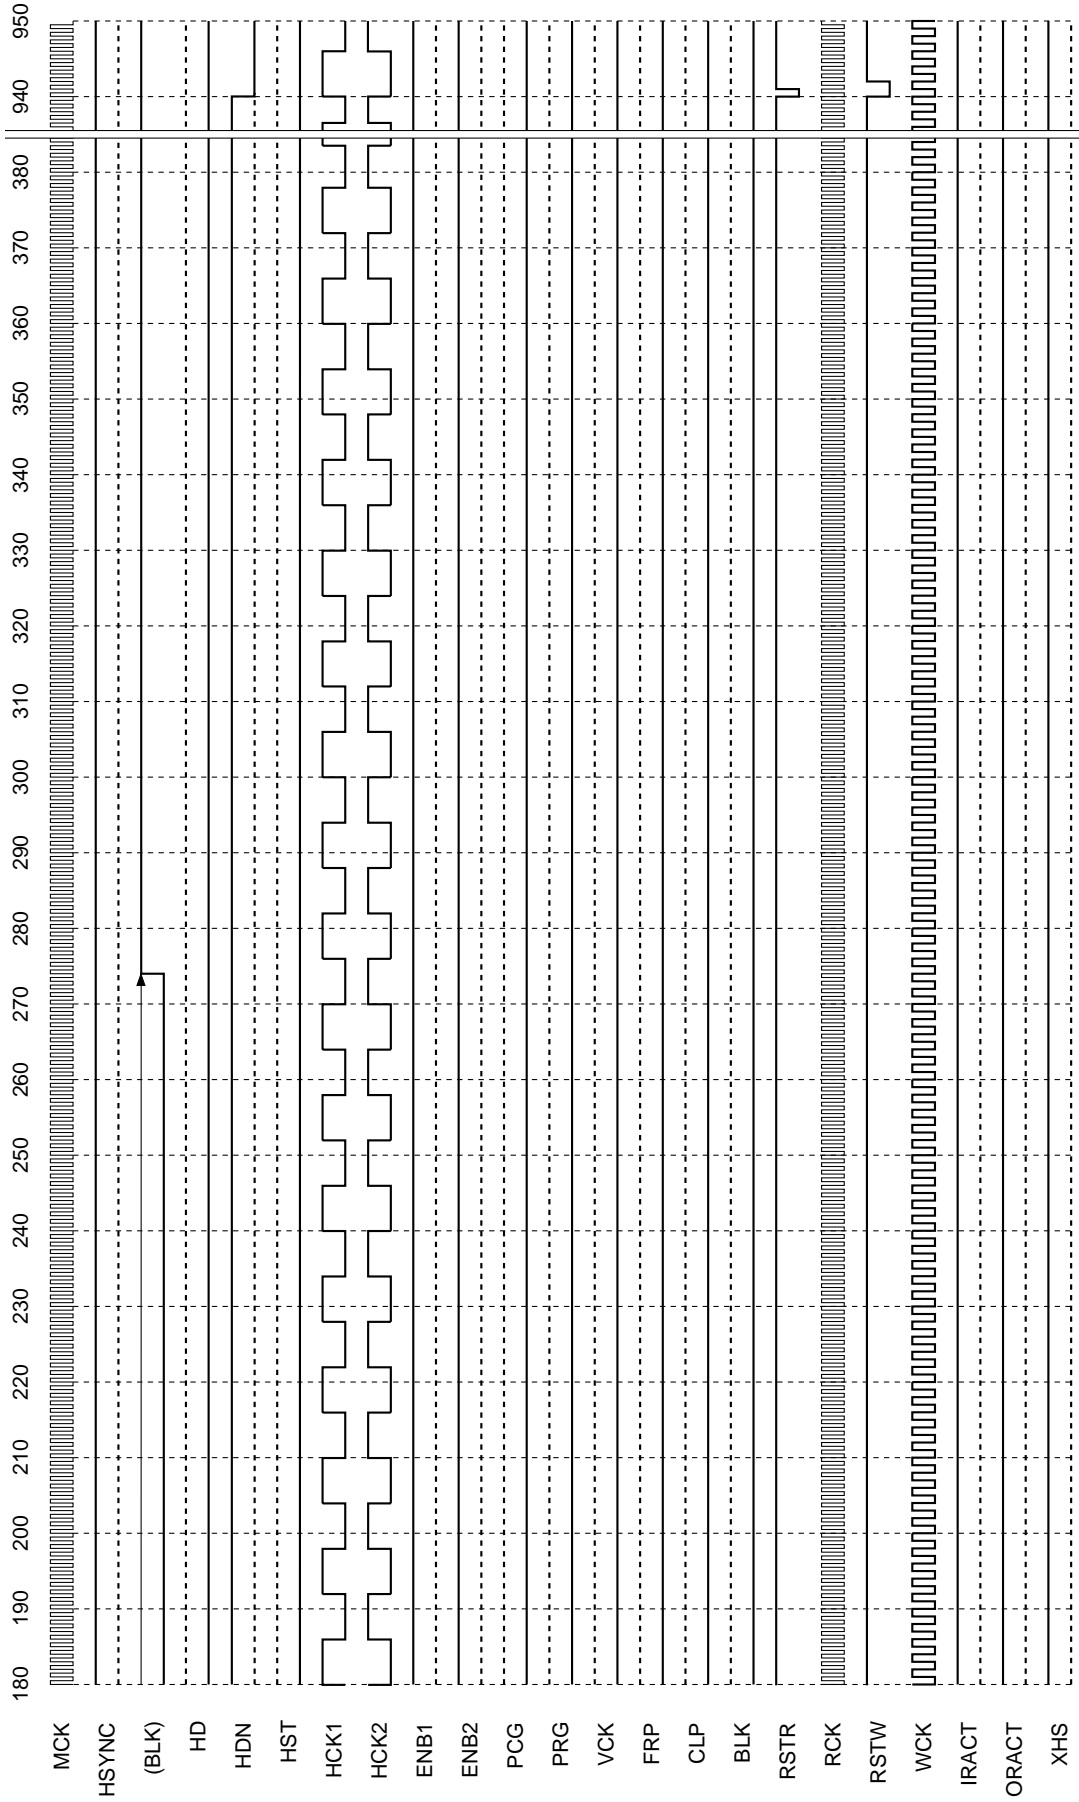 180 190 200 210 220 230 240 250 260 270 280 290 300 310 320 330 340 350 360 370 380 940 950
MCK
HSYNC
(BLK)
HD
HDN
HST
HCK1
HCK2
ENB1
ENB2
PCG
PRG
VCK
FRP
CLP
BLK
RSTR
RCK
RSTW
WCK
IRACT
ORACT
XHS